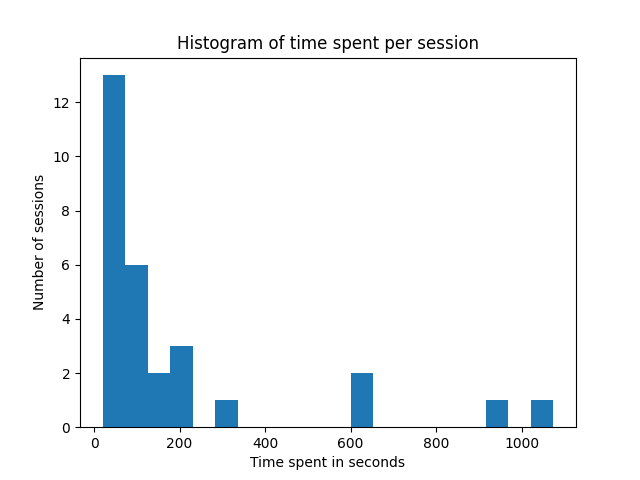 Histogram of time spent per session
12
10
8
6
4
2
0
Number of sessions
0 200 400 600 800 1000
Time spent in seconds